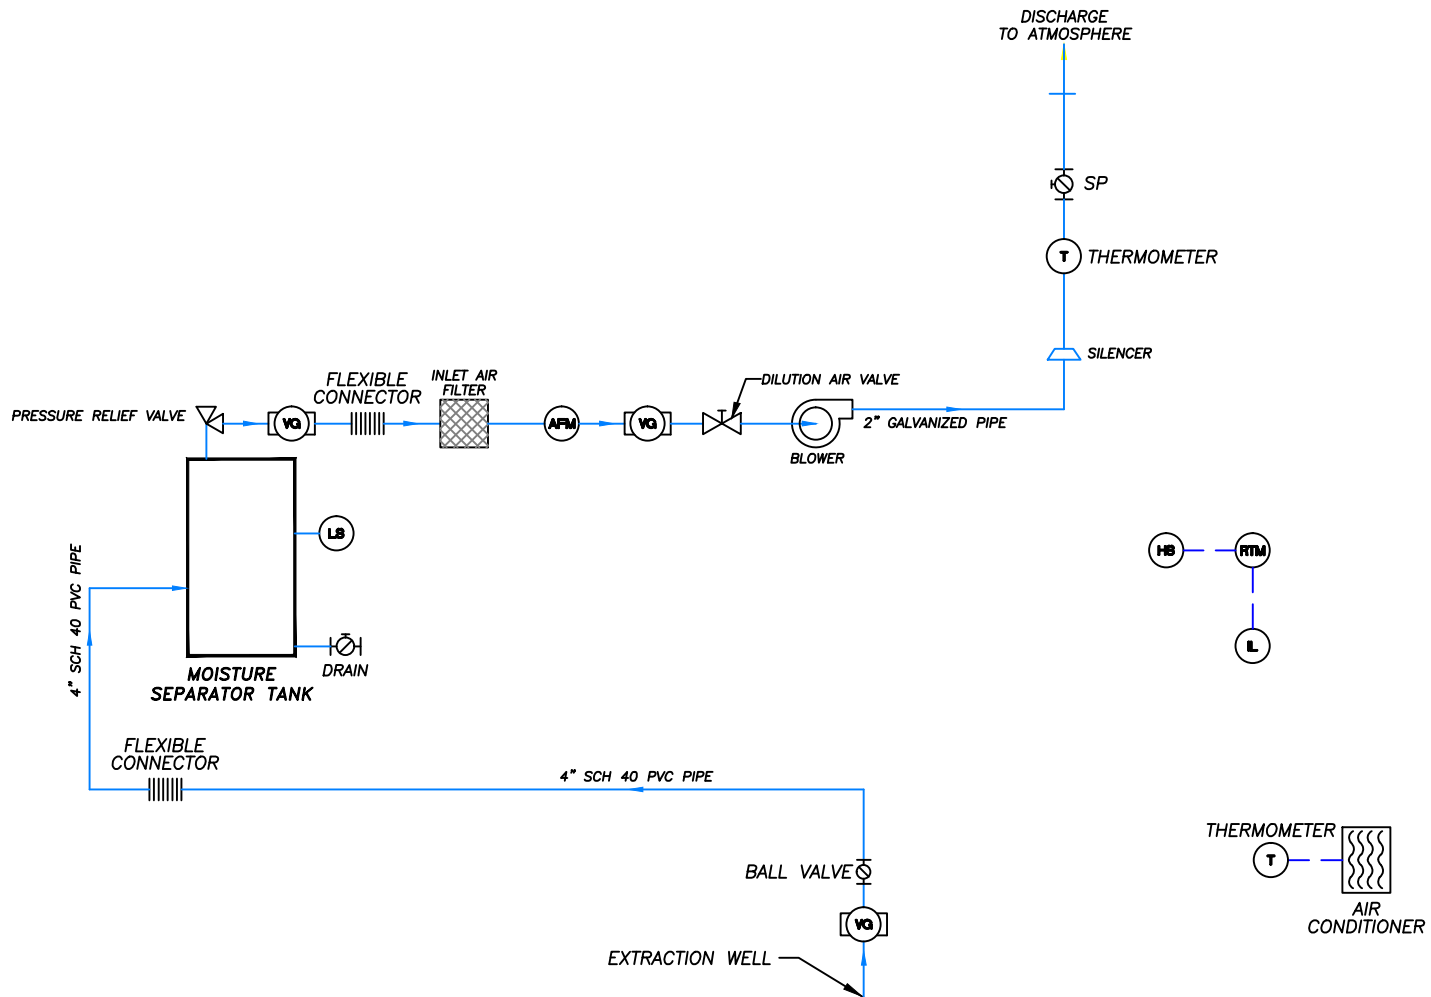 DISCHARGE
TO ATMOSPHERE
SP
T
THERMOMETER
SILENCER
FLEXIBLE
CONNECTOR
INLET AIR
FILTER
DILUTION AIR VALVE
PRESSURE RELIEF VALVE
VG
AFM
VG
2" GALVANIZED PIPE
BLOWER
LS
4" SCH 40 PVC PIPE
HS
RTM
IL
DRAIN
MOISTURE
SEPARATOR TANK
FLEXIBLE
CONNECTOR
4" SCH 40 PVC PIPE
THERMOMETER
T
BALL VALVE
AIR
CONDITIONER
VG
EXTRACTION WELL